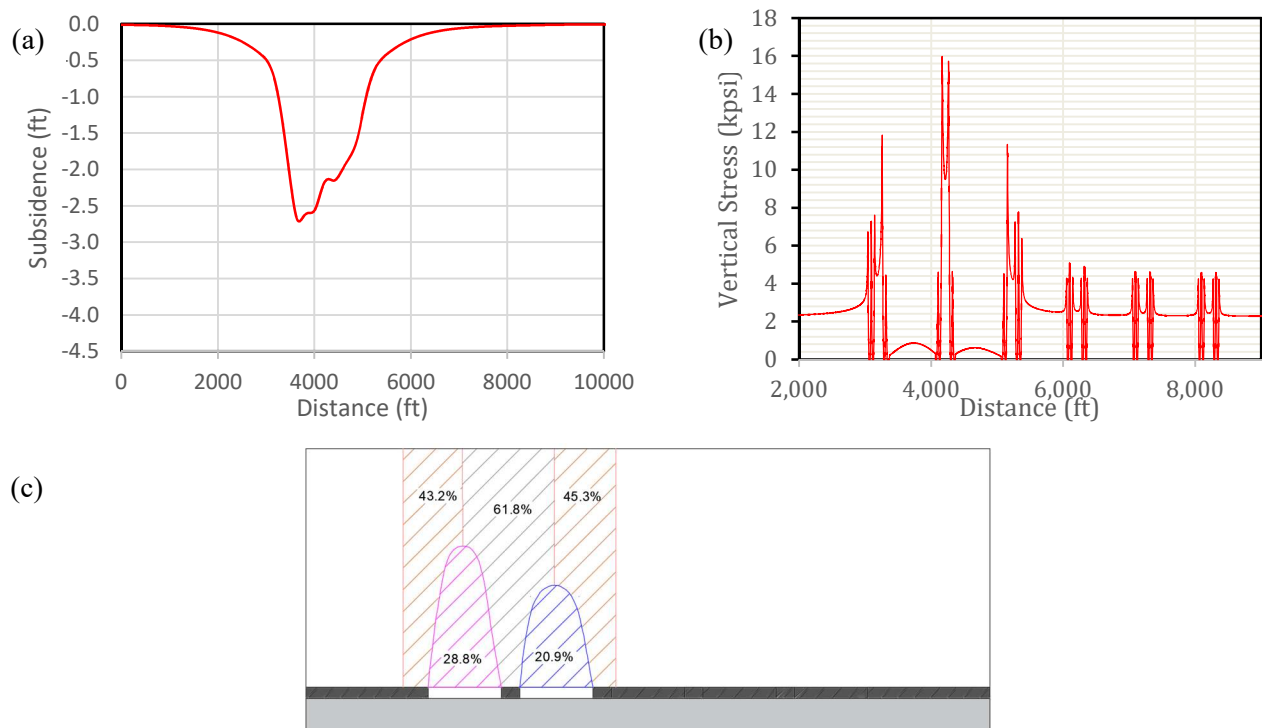 (a)
0.0
-0.5
-1.0
-1.5
-2.0
-2.5
-3.0
-3.5
-4.0
-4.5
Subsidence (ft)
0 2000 4000 6000 8000 10000
Distance (ft)
(b)
18
16
14
12
10
8
6
4
2
0
Vertical Stress (kpsi)
2,000 4,000 6,000 8,000
Distance (ft)
(c)
43.2% 61.8% 45.3%
28.8% 20.9%